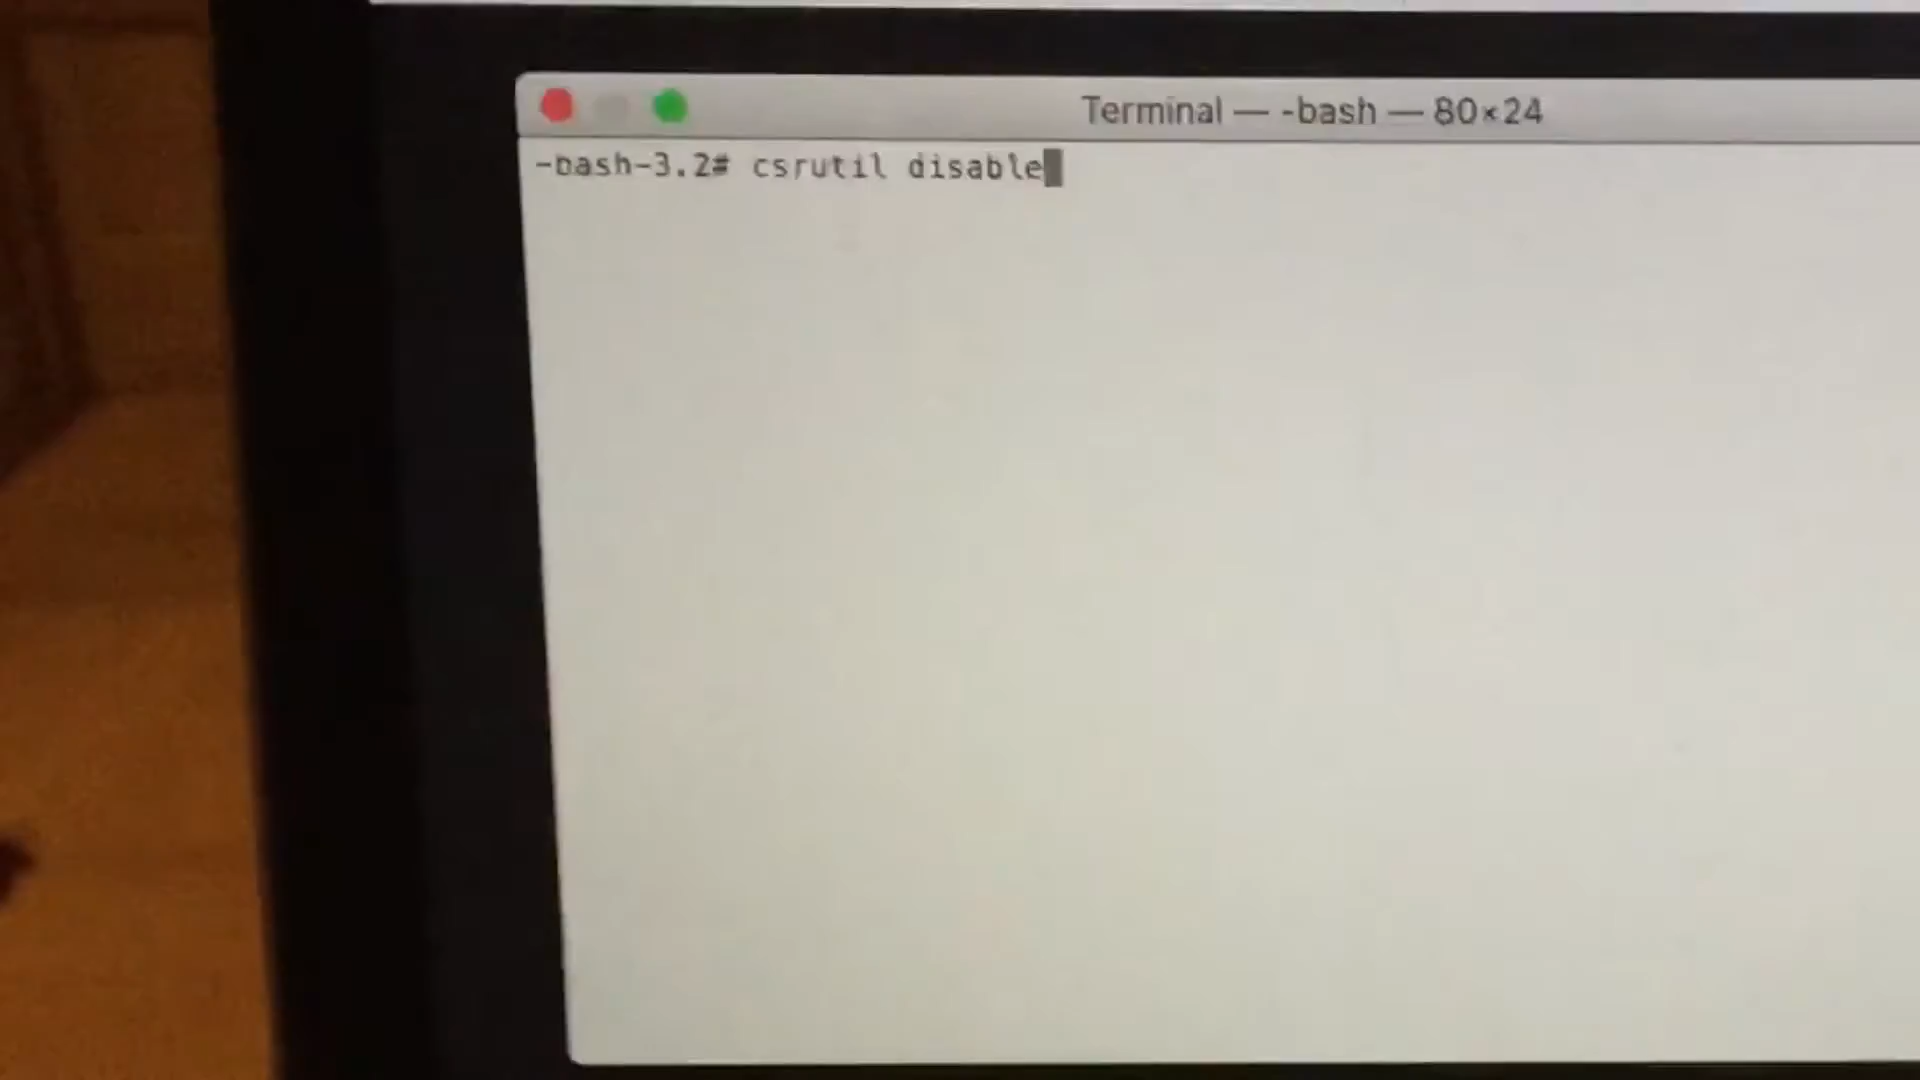 Terminal — -bash — 80×24
-bash-3.2# csrutil disable